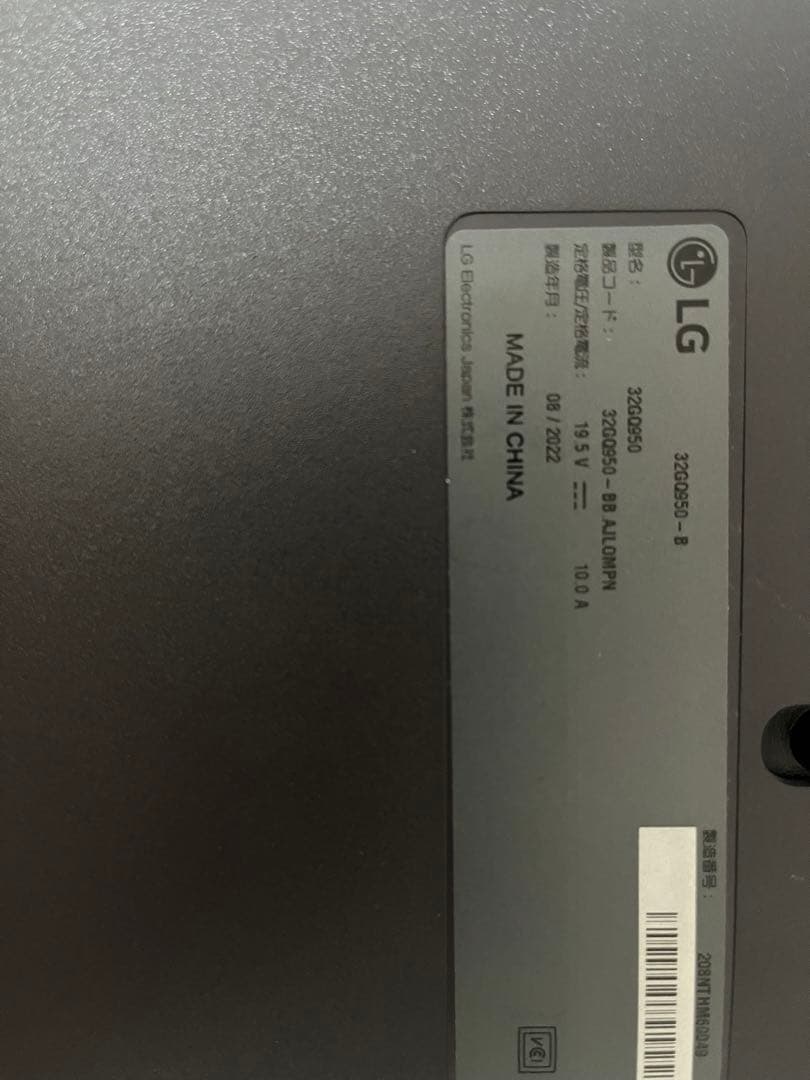 LG 32GQ950-B
型名： 32GQ950
製品コード： 32GQ950-BB.AJLOMPN
定格電圧/定格電流： 19.5 V 10.0 A
製造年月： 08 / 2022
MADE IN CHINA
LG Electronics Japan 株式会社
製造番号： 208NTHM60049
VCCI